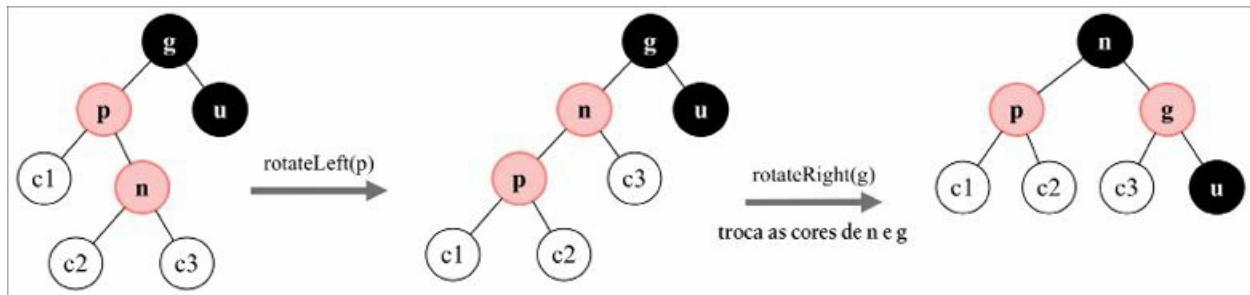 g
g
n
p
u
n
u
p
g
rotateLeft(p)
rotateRight(g)
c1
n
p
c3
c1
c2
c3
u
troca as cores de n e g
c2
c3
c1
c2